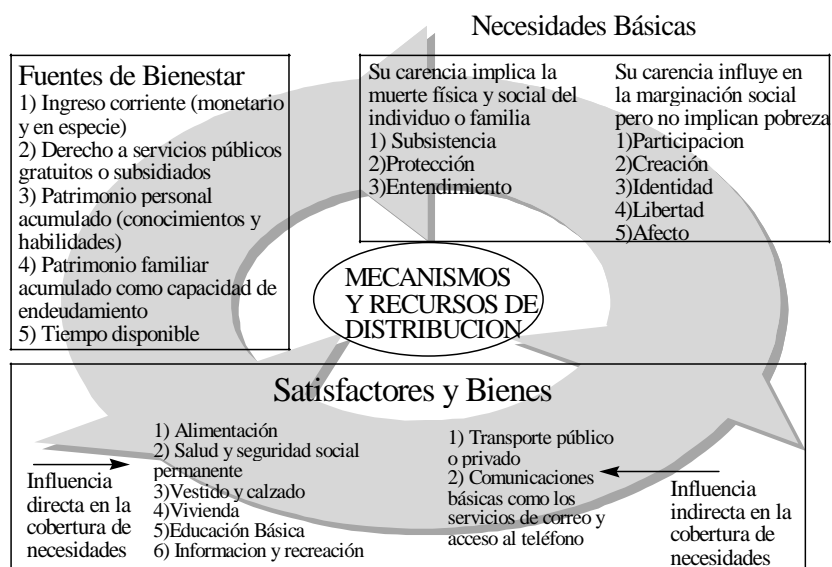 Necesidades Básicas
Fuentes de Bienestar
1) Ingreso corriente (monetario
y en especie)
2) Derecho a servicios públicos
gratuitos o subsidiados
3) Patrimonio personal
acumulado (conocimientos y
habilidades)
4) Patrimonio familiar
acumulado como capacidad de
endeudamiento
5) Tiempo disponible
Su carencia implica la
muerte física y social del
individuo o familia
1) Subsistencia
2)Protección
3)Entendimiento
Su carencia influye en
la marginación social
pero no implican pobreza
1)Participacion
2)Creación
3)Identidad
4)Libertad
5)Afecto
MECANISMOS
Y RECURSOS DE
DISTRIBUCION
Satisfactores y Bienes
Influencia
directa en la
cobertura de
necesidades
1) Alimentación
2) Salud y seguridad social
permanente
3)Vestido y calzado
4)Vivienda
5)Educación Básica
6) Informacion y recreación
1) Transporte público
o privado
2) Comunicaciones
básicas como los
servicios de correo y
acceso al teléfono
Influencia
indirecta en la
cobertura de
necesidades